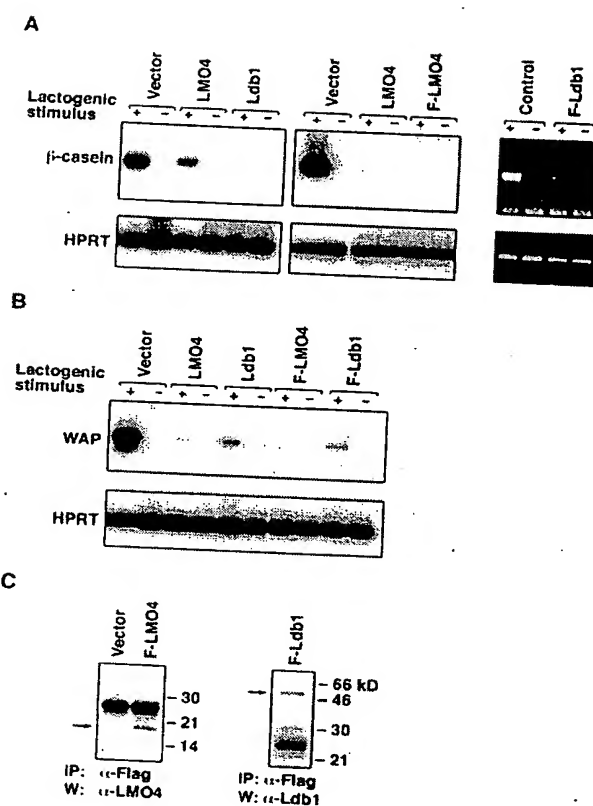 A
Lactogenic stimulus
Vector LMO4 Ldb1
+ − + − + −
Vector LMO4 F-LMO4
+ − + − + −
Control F-Ldb1
+ − + −
β-casein
HPRT
B
Lactogenic stimulus
Vector LMO4 Ldb1 F-LMO4 F-Ldb1
+ − + − + − + − + −
WAP
HPRT
C
Vector F-LMO4
30
21
14
IP: α-Flag
W: α-LMO4
F-Ldb1
66 kD
46
30
21
IP: α-Flag
W: α-Ldb1